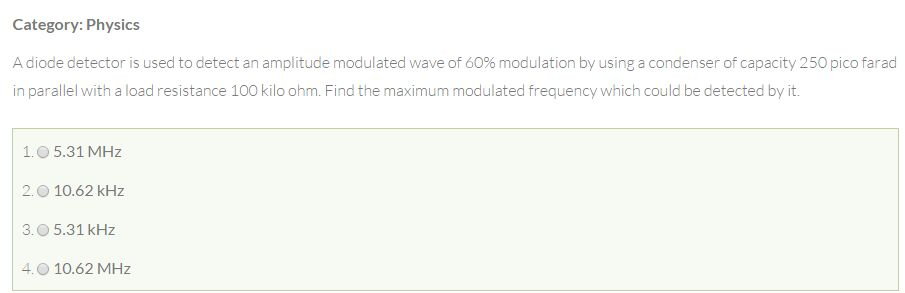 Category: Physics
A diode detector is used to detect an amplitude modulated wave of 60% modulation by using a condenser of capacity 250 pico farad
in parallel with a load resistance 100 kilo ohm. Find the maximum modulated frequency which could be detected by it.
1. 5.31 MHz
2. 10.62 kHz
3. 5.31 kHz
4. 10.62 MHz